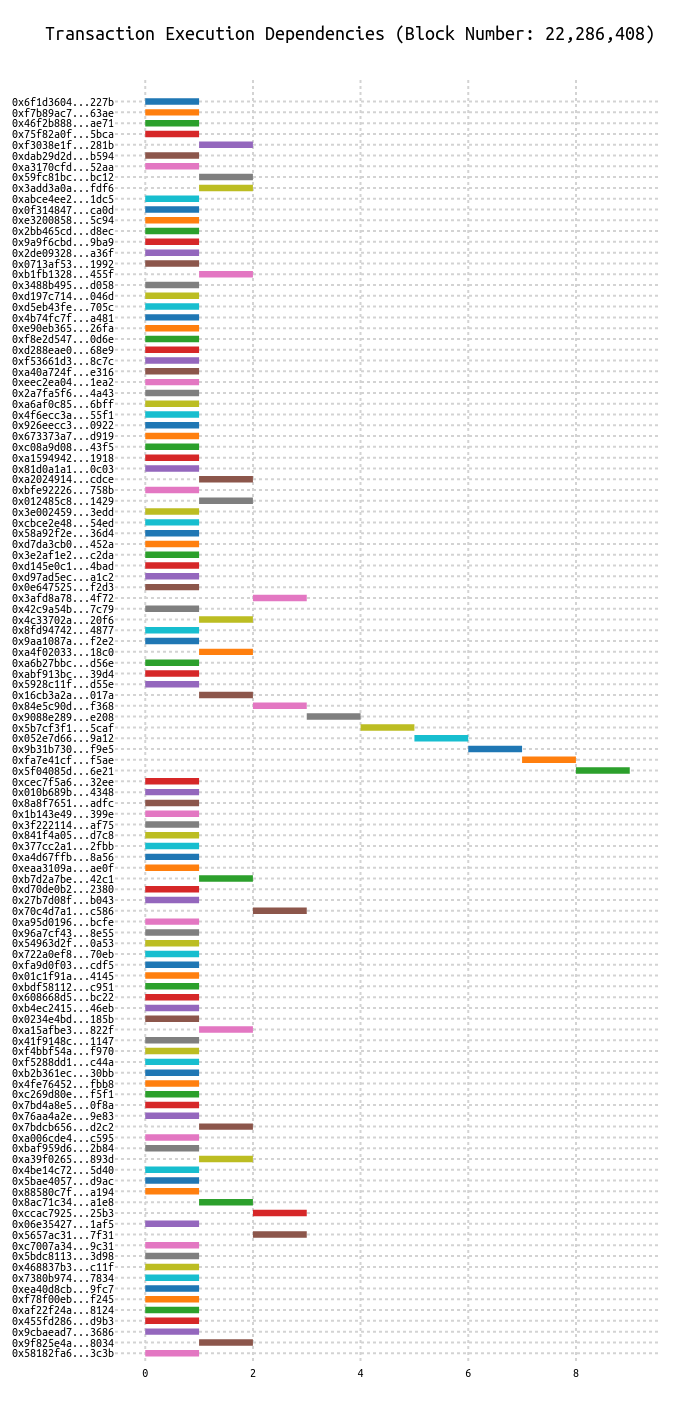 Transaction Execution Dependencies (Block Number: 22,286,408)
0x6f1d3604...227b
0xf7b89ac7...63ae
0x46f2b888...ae71
0x75f82a0f...5bca
0xf3038e1f...281b
0xdab29d2d...b594
0xa3170cfd...52aa
0x59fc81bc...bc12
0x3add3a0a...fdf6
0xabce4ee2...1dc5
0x0f314847...ca0d
0xe3200858...5c94
0x2bb465cd...d8ec
0x9a9f6cbd...9ba9
0x2de09328...a36f
0x0713af53...1992
0xb1fb1328...455f
0x3488b495...d058
0xd197c714...046d
0xd5eb43fe...705c
0x4b74fc7f...a481
0xe90eb365...26fa
0xf8e2d547...0d6e
0xd288eae0...68e9
0xf53661d3...8c7c
0xa40a724f...e316
0xeec2ea04...1ea2
0x2a7fa5f6...4a43
0xa6af0c85...6bff
0x4f6ecc3a...55f1
0x926eecc3...0922
0x673373a7...d919
0xc08a9d08...43f5
0xa1594942...1918
0x81d0a1a1...0c03
0xa2024914...cdce
0xbfe92226...758b
0x012485c8...1429
0x3e002459...3edd
0xcbce2e48...54ed
0x58a92f2e...36d4
0xd7da3cb0...452a
0x3e2af1e2...c2da
0xd145e0c1...4bad
0xd97ad5ec...a1c2
0x0e647525...f2d3
0x3afd8a78...4f72
0x42c9a54b...7c79
0x4c33702a...20f6
0x8fd94742...4877
0x9aa1087a...f2e2
0xa4f02033...18c0
0xa6b27bbc...d56e
0xabf913bc...39d4
0x5928c11f...d55e
0x16cb3a2a...017a
0x84e5c90d...f368
0x9088e289...e208
0x5b7cf3f1...5caf
0x052e7d66...9a12
0x9b31b730...f9e5
0xfa7e41cf...f5ae
0x5f04085d...6e21
0xcec7f5a6...32ee
0x010b689b...4348
0x8a8f7651...adfc
0x1b143e49...399e
0x3f222114...af75
0x841f4a05...d7c8
0x377cc2a1...2fbb
0xa4d67ffb...8a56
0xeaa3109a...ae0f
0xb7d2a7be...42c1
0xd70de0b2...2380
0x27b7d08f...b043
0x70c4d7a1...c586
0xa95d0196...bcfe
0x96a7cf43...8e55
0x54963d2f...0a53
0x722a0ef8...70eb
0xfa9d0f03...cdf5
0x01c1f91a...4145
0xbdf58112...c951
0x608668d5...bc22
0xb4ec2415...46eb
0x0234e4bd...185b
0xa15afbe3...822f
0x41f9148c...1147
0xf4bbf54a...f970
0xf5288dd1...c44a
0xb2b361ec...30bb
0x4fe76452...fbb8
0xc269d80e...f5f1
0x7bd4a8e5...0f8a
0x76aa4a2e...9e83
0x7bdcb656...d2c2
0xa006cde4...c595
0xbaf959d6...2b84
0xa39f0265...893d
0x4be14c72...5d40
0x5bae4057...d9ac
0x88580c7f...a194
0x8ac71c34...a1e8
0xccac7925...25b3
0x06e35427...1af5
0x5657ac31...7f31
0xc7007a34...9c31
0x5bdc8113...3d98
0x468837b3...c11f
0x7380b974...7834
0xea40d8cb...9fc7
0xf78f00eb...f245
0xaf22f24a...8124
0x455fd286...d9b3
0x9cbaead7...3686
0x9f825e4a...8034
0x58182fa6...3c3b
0 2 4 6 8